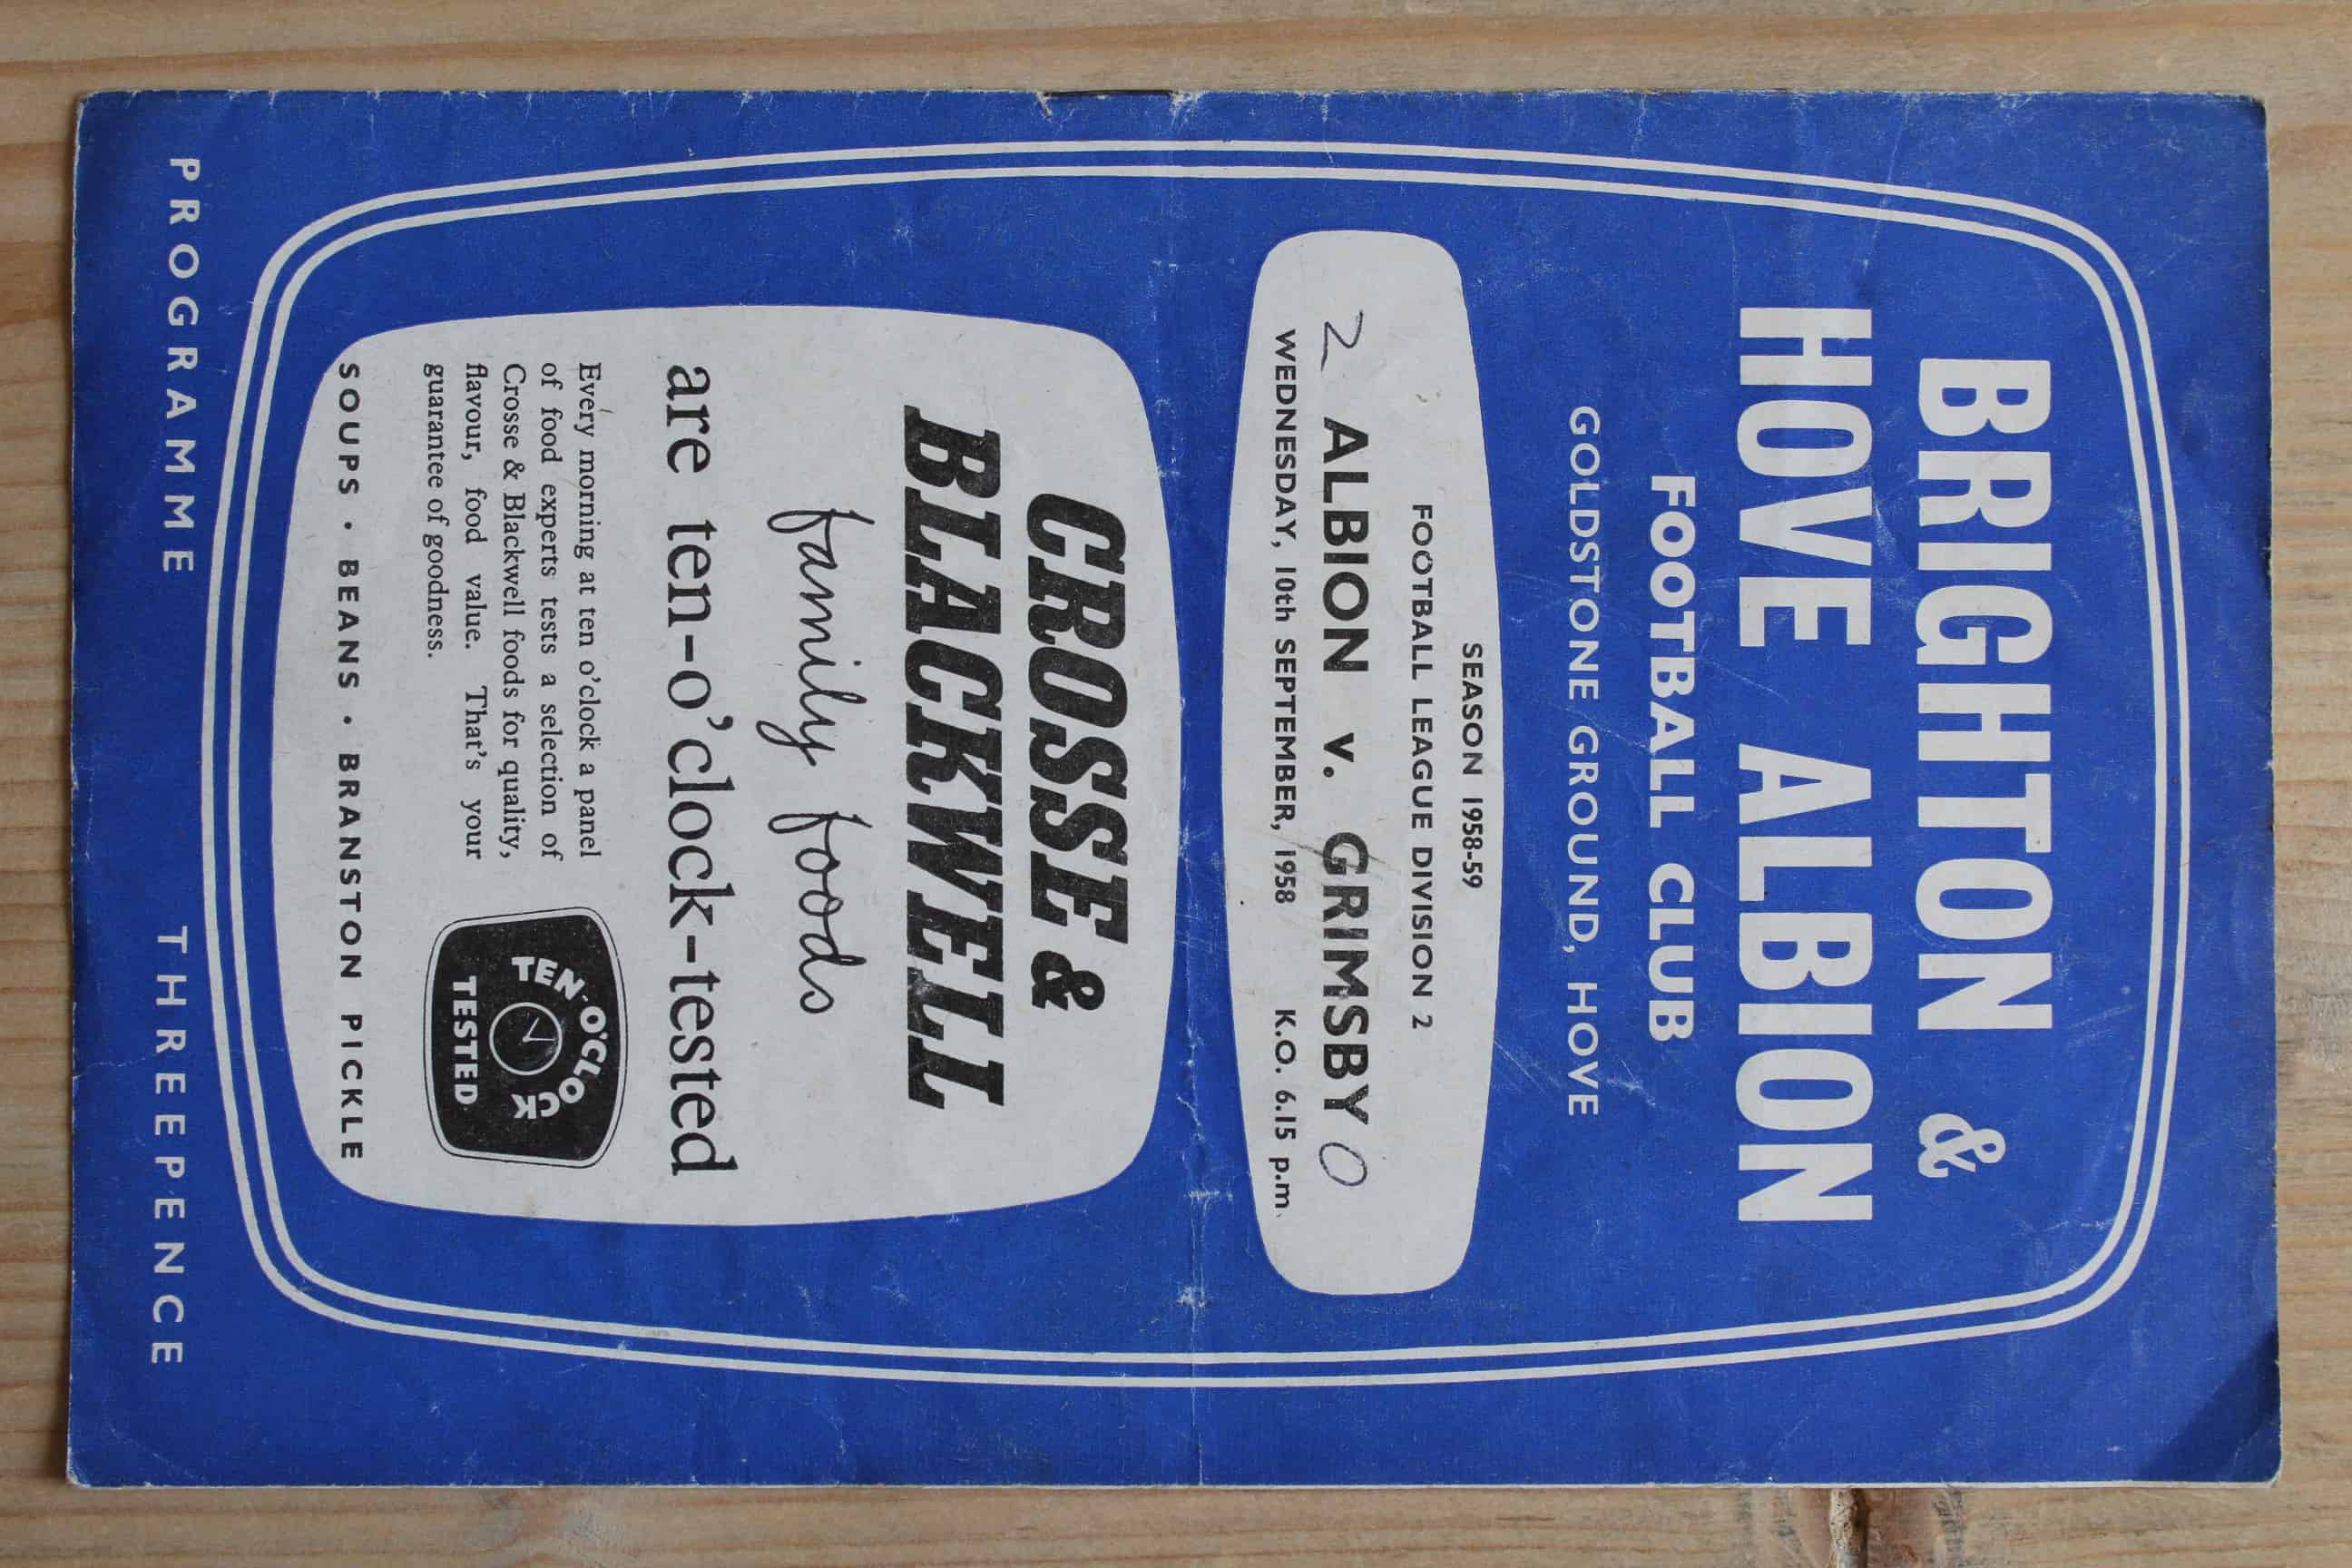 BRIGHTON &
HOVE ALBION
FOOTBALL CLUB
GOLDSTONE GROUND, HOVE
SEASON 1958-59
FOOTBALL LEAGUE DIVISION 2
2 ALBION v. GRIMSBY 0
WEDNESDAY, 10th SEPTEMBER, 1958 K.O. 6.15 p.m.
CROSSE &
BLACKWELL
family foods
are ten-o'clock-tested
Every morning at ten o'clock a panel
of food experts tests a selection of
Crosse & Blackwell foods for quality,
flavour, food value. That's your
guarantee of goodness.
TEN-O'CLOCK
TESTED
SOUPS · BEANS · BRANSTON PICKLE
PROGRAMME THREEPENCE